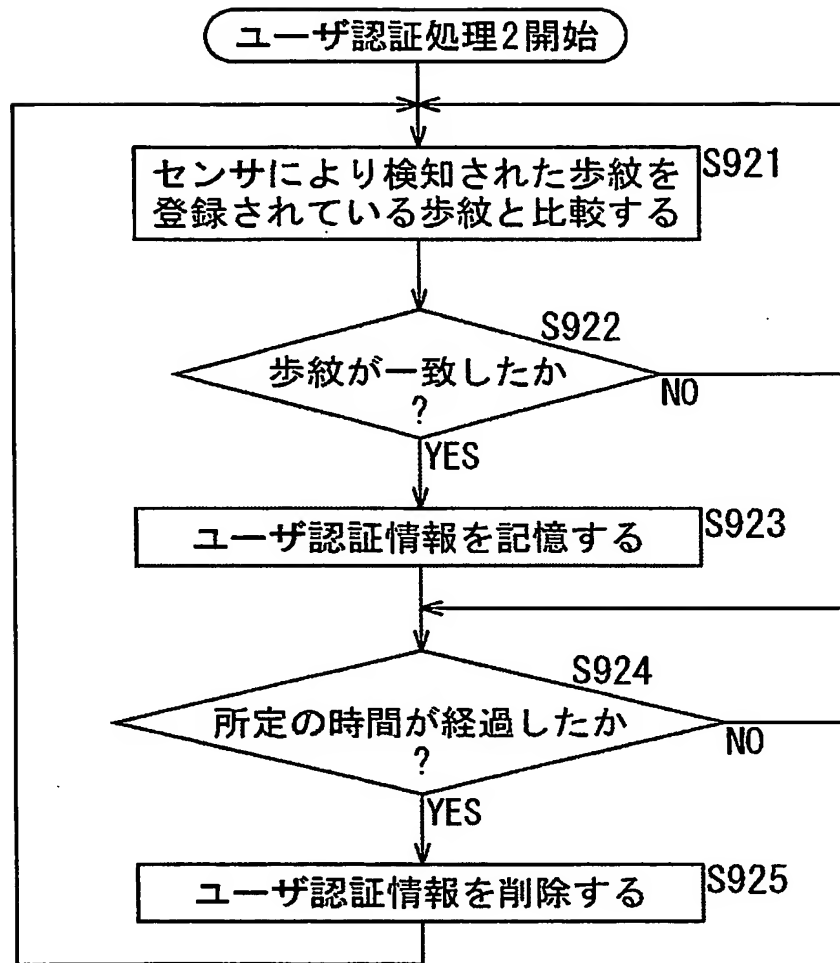 ユーザ認証処理2開始
センサにより検知された歩紋を
登録されている歩紋と比較する
S921
S922
歩紋が一致したか
?
NO
YES
ユーザ認証情報を記憶する
S923
S924
所定の時間が経過したか
?
NO
YES
ユーザ認証情報を削除する
S925